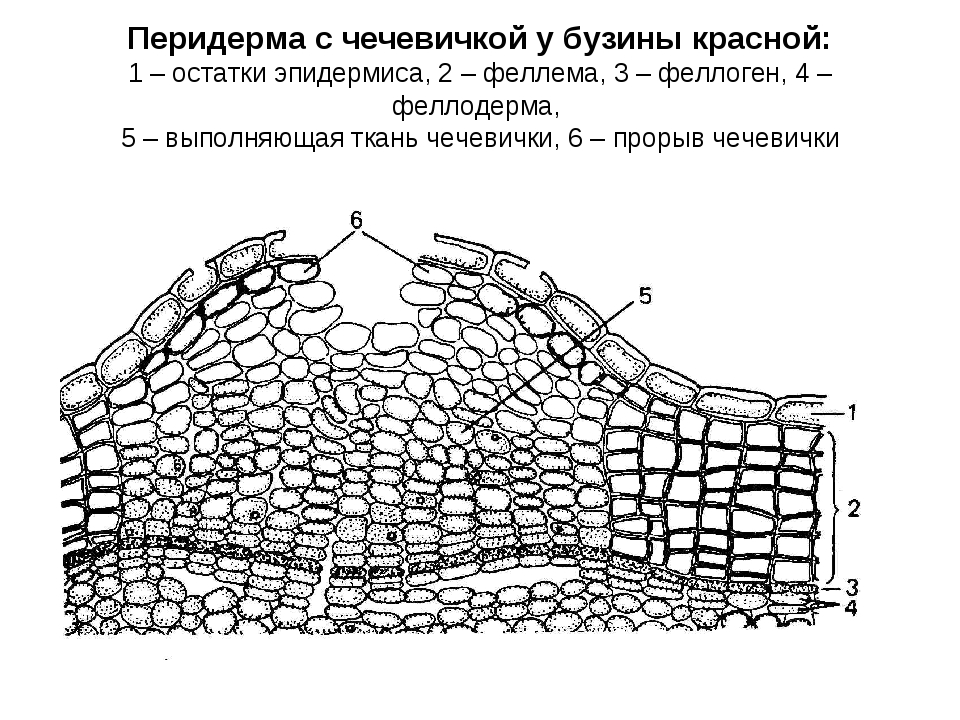 Перидерма с чечевичкой у бузины красной:
1 – остатки эпидермиса, 2 – феллема, 3 – феллоген, 4 –
феллодерма,
5 – выполняющая ткань чечевички, 6 – прорыв чечевички
6
5
1
2
3
4